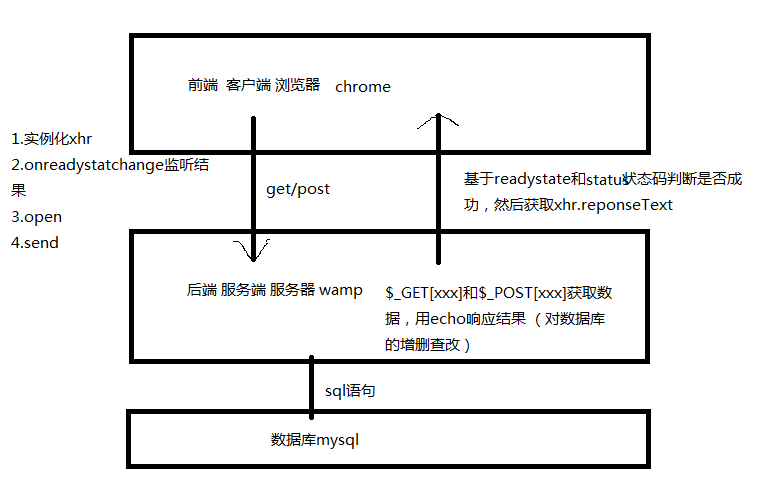 前端 客户端 浏览器 chrome
1.实例化xhr
2.onreadystatchange监听结
果
3.open
4.send
get/post
基于readystate和status状态码判断是否成
功，然后获取xhr.reponseText
后端 服务端 服务器 wamp
$_GET[xxx]和$_POST[xxx]获取数
据，用echo响应结果 （对数据库
的增删查改）
sql语句
数据库mysql